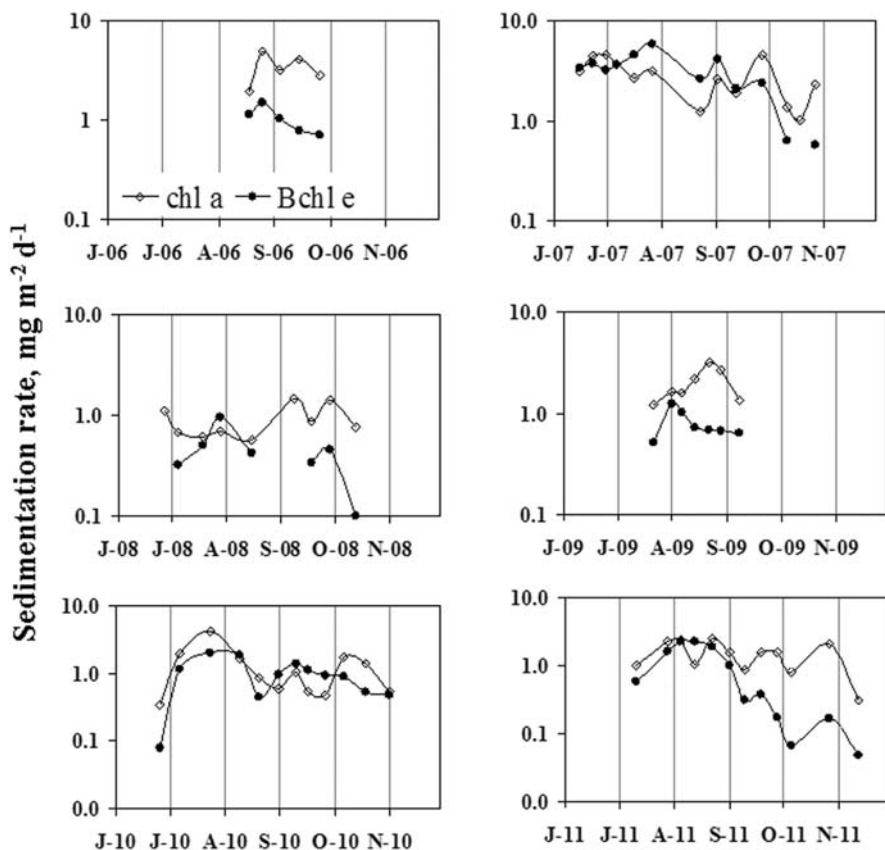 Sedimentation rate, mg m⁻² d⁻¹
10
1
0.1
chl a Bchl e
J-06 J-06 A-06 S-06 O-06 N-06
10.0
1.0
0.1
J-07 J-07 A-07 S-07 O-07 N-07
10.0
1.0
0.1
J-08 J-08 A-08 S-08 O-08 N-08
10.0
1.0
0.1
J-09 J-09 A-09 S-09 O-09 N-09
10.0
1.0
0.1
0.0
J-10 J-10 A-10 S-10 O-10 N-10
10.0
1.0
0.1
0.0
J-11 J-11 A-11 S-11 O-11 N-11